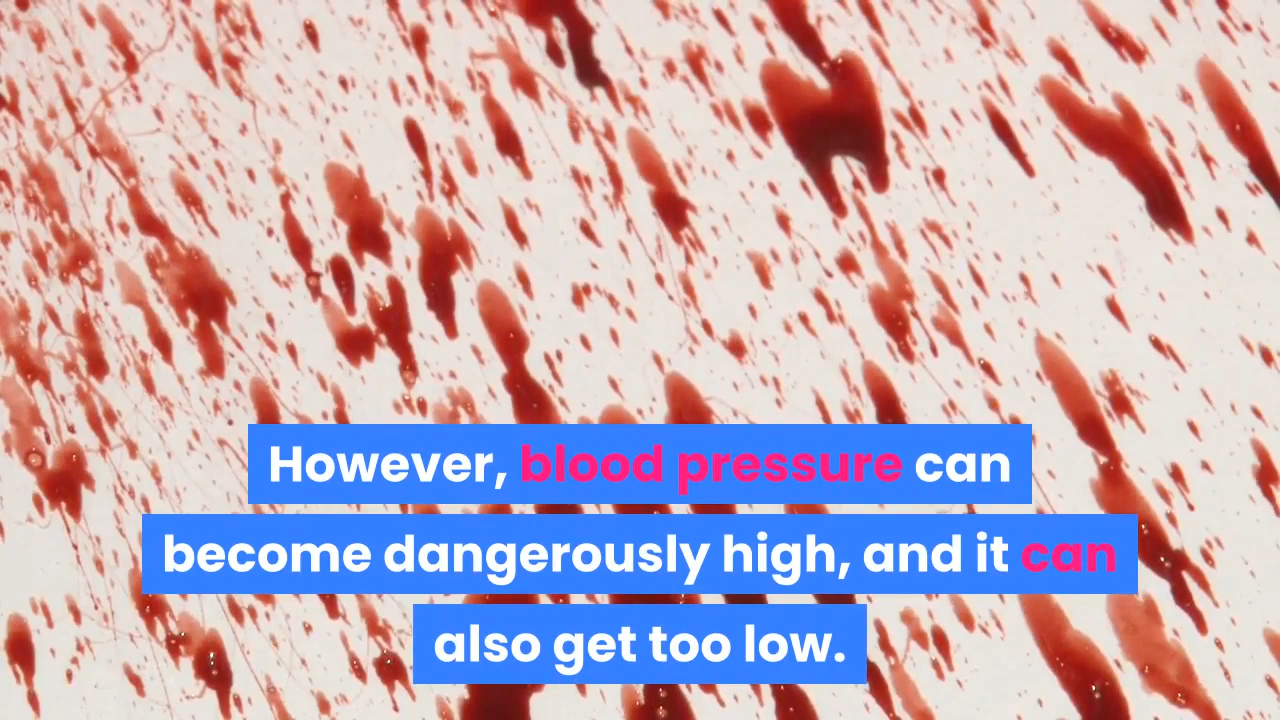 However, blood pressure can
become dangerously high, and it can
also get too low.